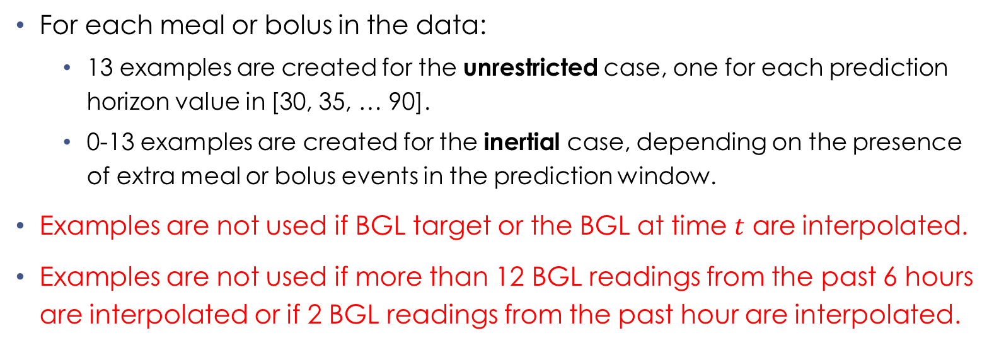 • For each meal or bolus in the data:
• 13 examples are created for the unrestricted case, one for each prediction
horizon value in [30, 35, … 90].
• 0-13 examples are created for the inertial case, depending on the presence
of extra meal or bolus events in the prediction window.
• Examples are not used if BGL target or the BGL at time t are interpolated.
• Examples are not used if more than 12 BGL readings from the past 6 hours
are interpolated or if 2 BGL readings from the past hour are interpolated.